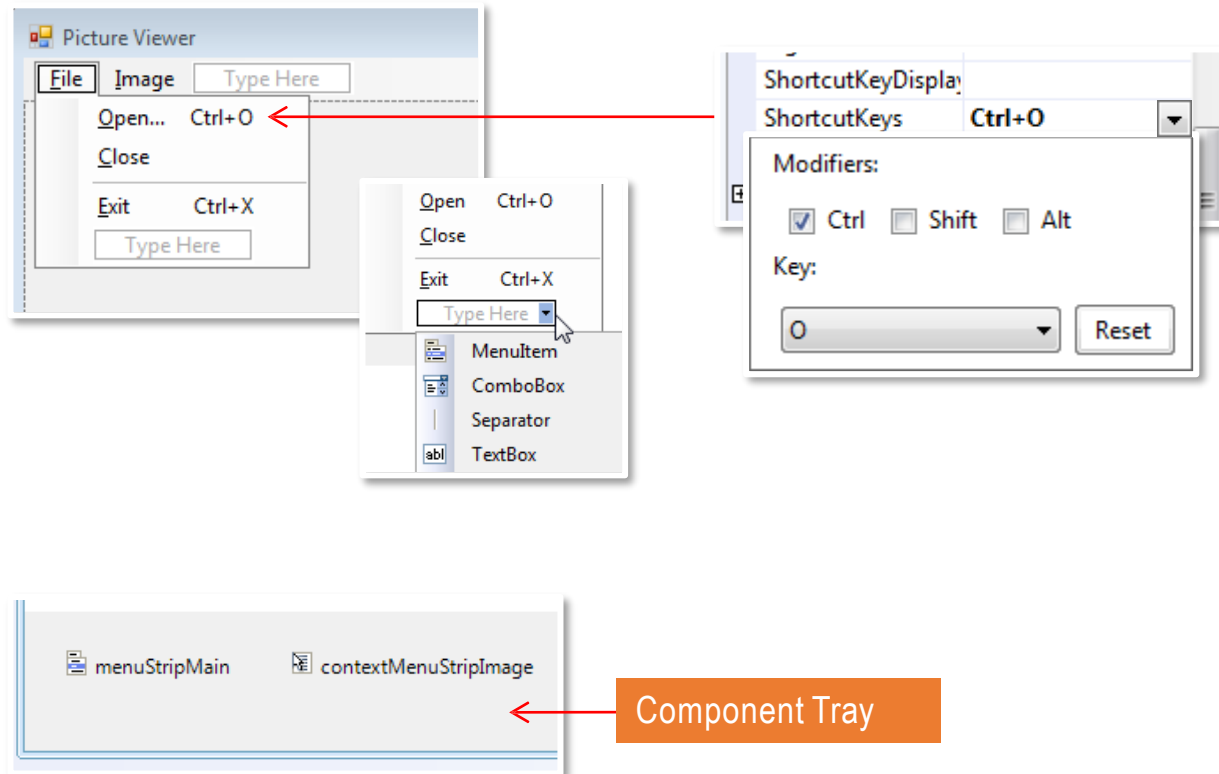 Picture Viewer
File Image Type Here
Open... Ctrl+O
Close
Exit Ctrl+X
Type Here
Open Ctrl+O
Close
Exit Ctrl+X
Type Here
MenuItem
ComboBox
Separator
abl TextBox
ShortcutKeyDisplay
ShortcutKeys Ctrl+O
Modifiers:
Ctrl Shift Alt
Key:
O Reset
menuStripMain contextMenuStripImage
Component Tray